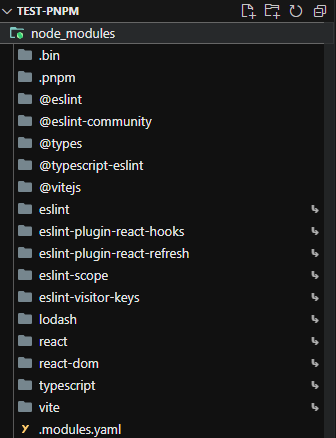 TEST-PNPM
node_modules
.bin
.pnpm
@eslint
@eslint-community
@types
@typescript-eslint
@vitejs
eslint
eslint-plugin-react-hooks
eslint-plugin-react-refresh
eslint-scope
eslint-visitor-keys
lodash
react
react-dom
typescript
vite
.modules.yaml